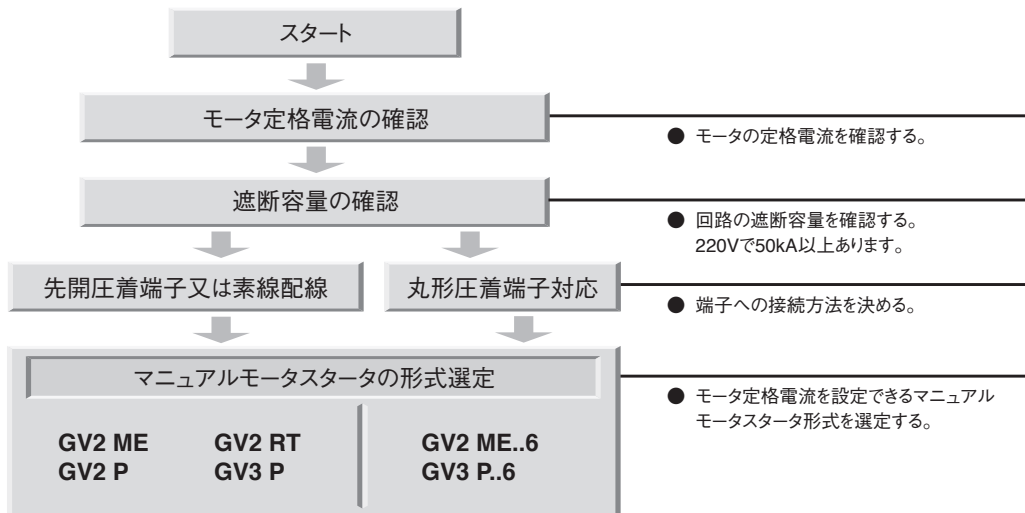 スタート
モータ定格電流の確認
● モータの定格電流を確認する。
遮断容量の確認
● 回路の遮断容量を確認する。
220Vで50kA以上あります。
先開圧着端子又は素線配線
丸形圧着端子対応
● 端子への接続方法を決める。
マニュアルモータスタータの形式選定
● モータ定格電流を設定できるマニュアル
モータスタータ形式を選定する。
GV2 ME GV2 RT GV2 ME..6
GV2 P GV3 P GV3 P..6